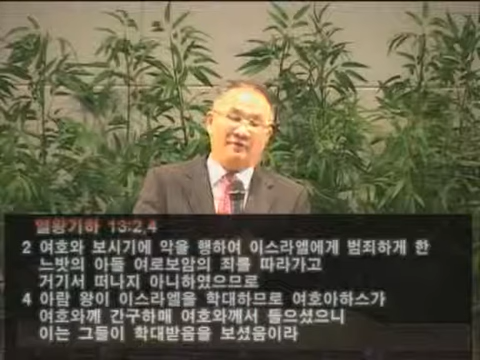 열왕기하 13:2,4
2 여호와 보시기에 악을 행하여 이스라엘에게 범죄하게 한
느밧의 아들 여로보암의 죄를 따라가고
거기서 떠나지 아니하였으므로
4 아람 왕이 이스라엘을 학대하므로 여호아하스가
여호와께 간구하매 여호와께서 들으셨으니
이는 그들이 학대받음을 보셨음이라